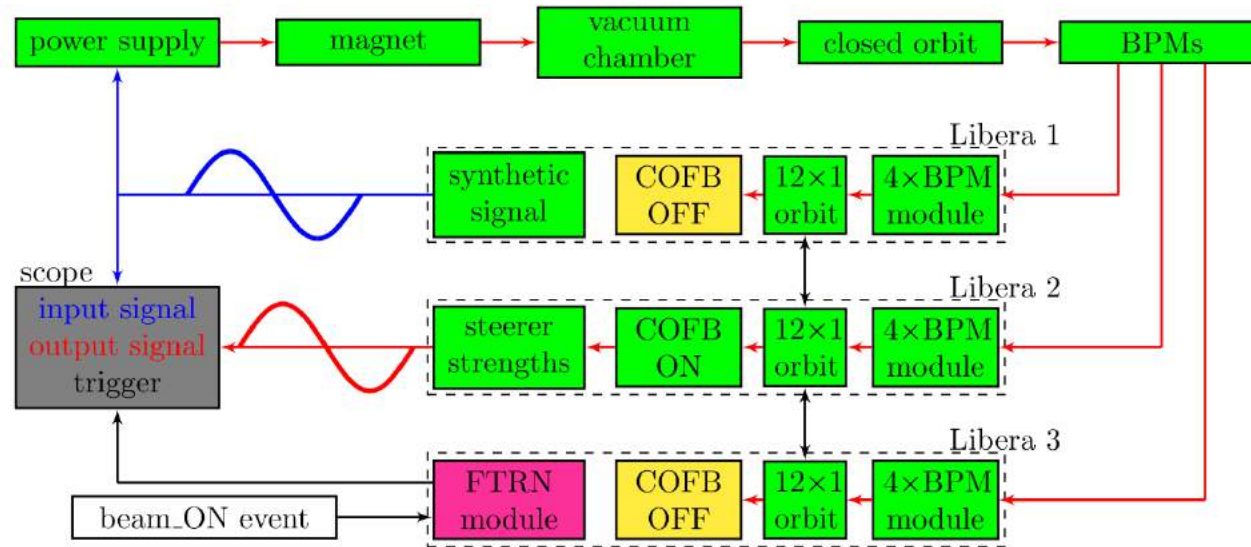 power supply
magnet
vacuum
chamber
closed orbit
BPMs
Libera 1
synthetic
signal
COFB
OFF
12×1
orbit
4×BPM
module
scope
input signal
output signal
trigger
Libera 2
steerer
strengths
COFB
ON
12×1
orbit
4×BPM
module
Libera 3
beam_ON event
FTRN
module
COFB
OFF
12×1
orbit
4×BPM
module